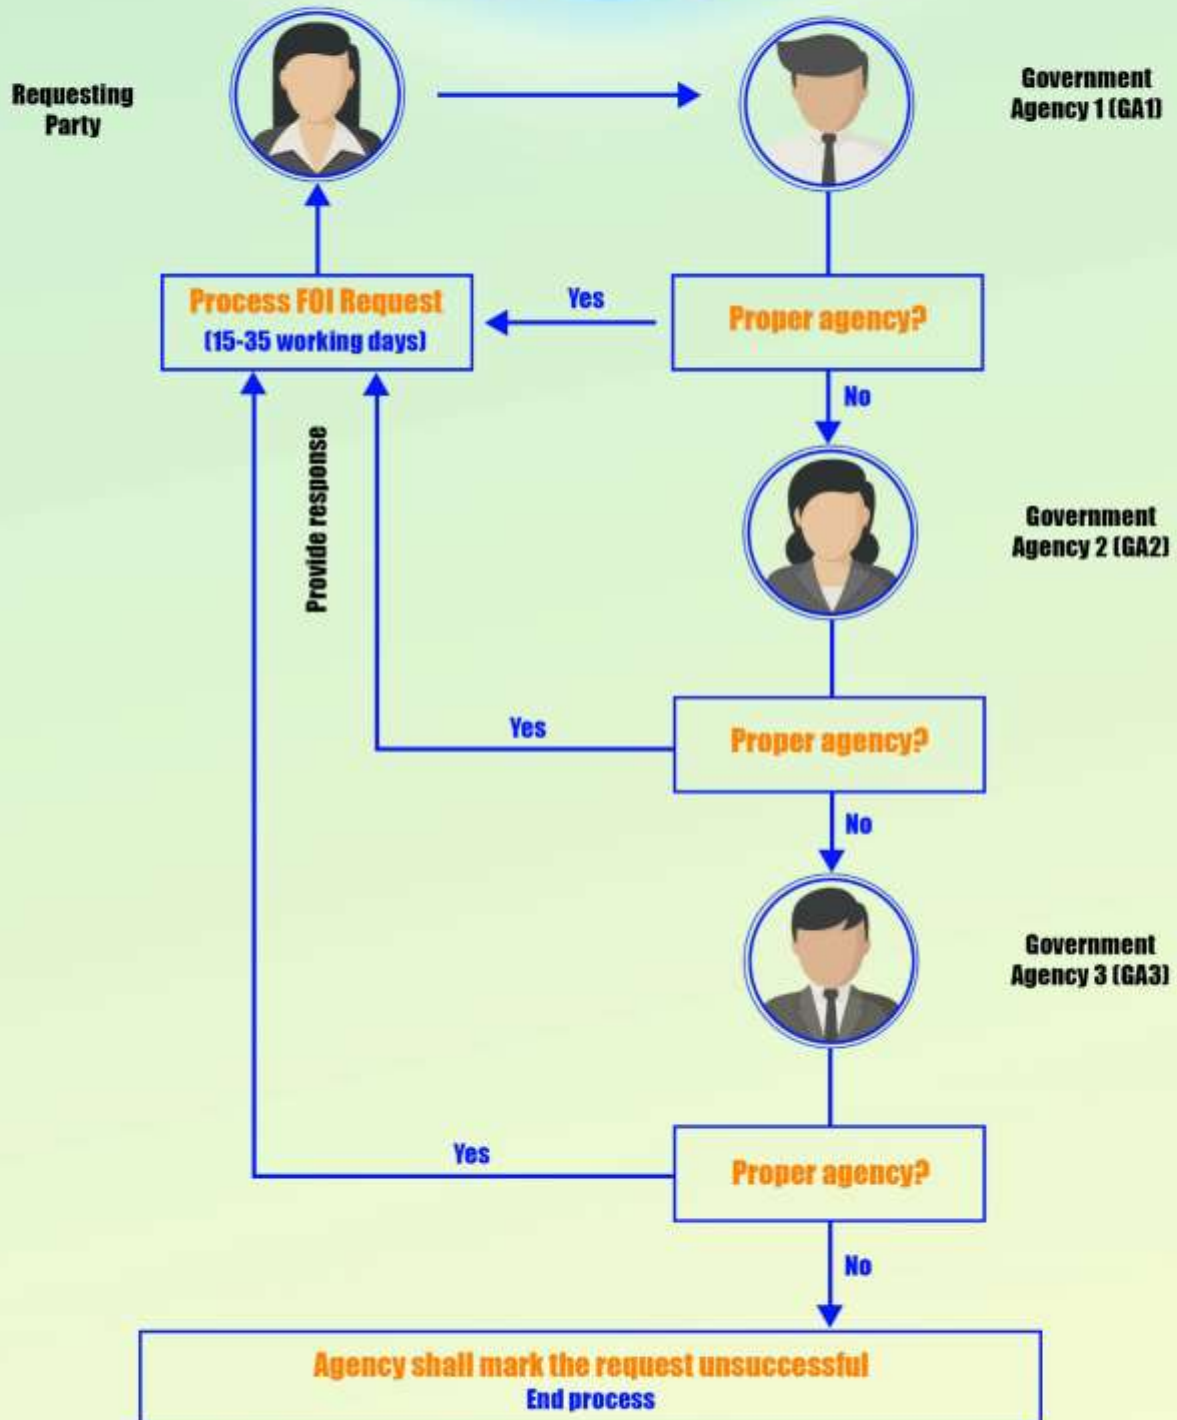 Requesting
Party
Government
Agency 1 (GA1)
Process FOI Request
(15-35 working days)
Yes
Proper agency?
No
Provide response
Government
Agency 2 (GA2)
Yes
Proper agency?
No
Government
Agency 3 (GA3)
Yes
Proper agency?
No
Agency shall mark the request unsuccessful
End process